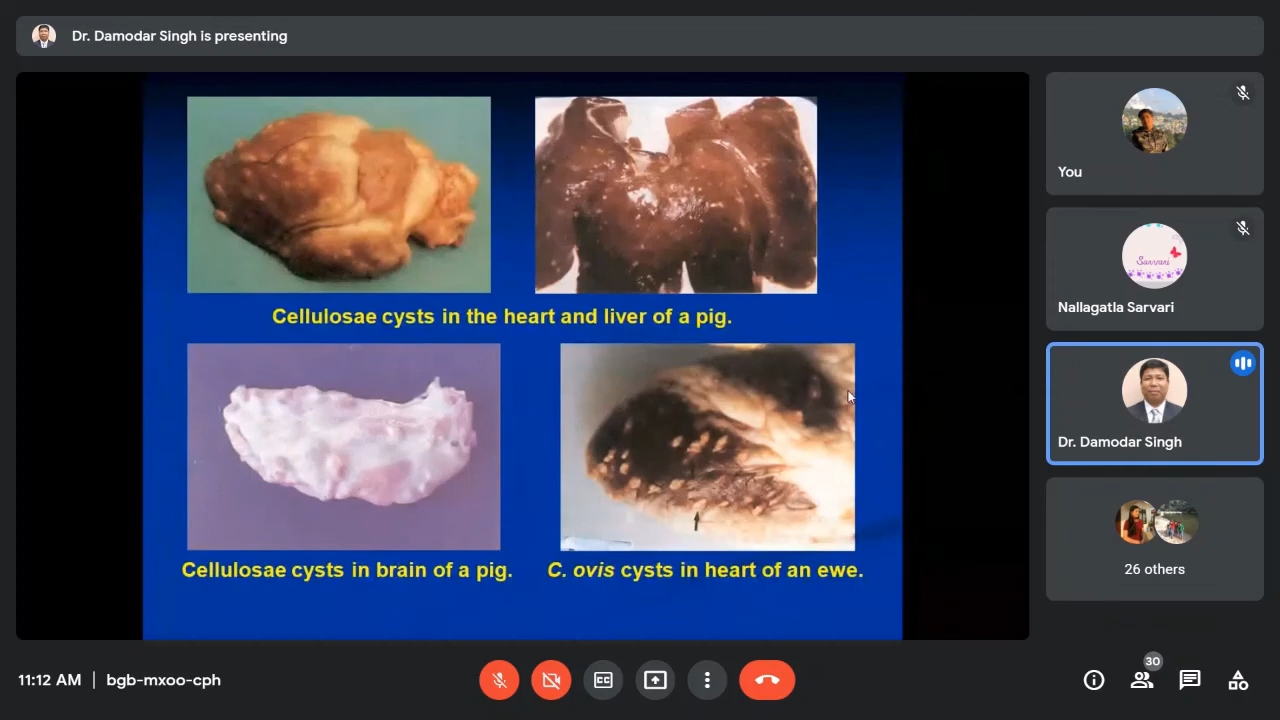 Dr. Damodar Singh is presenting
Cellulosae cysts in the heart and liver of a pig.
Cellulosae cysts in brain of a pig.
C. ovis cysts in heart of an ewe.
You
Sarvari
Nallagatla Sarvari
Dr. Damodar Singh
26 others
11:12 AM | bgb-mxoo-cph
CC
30